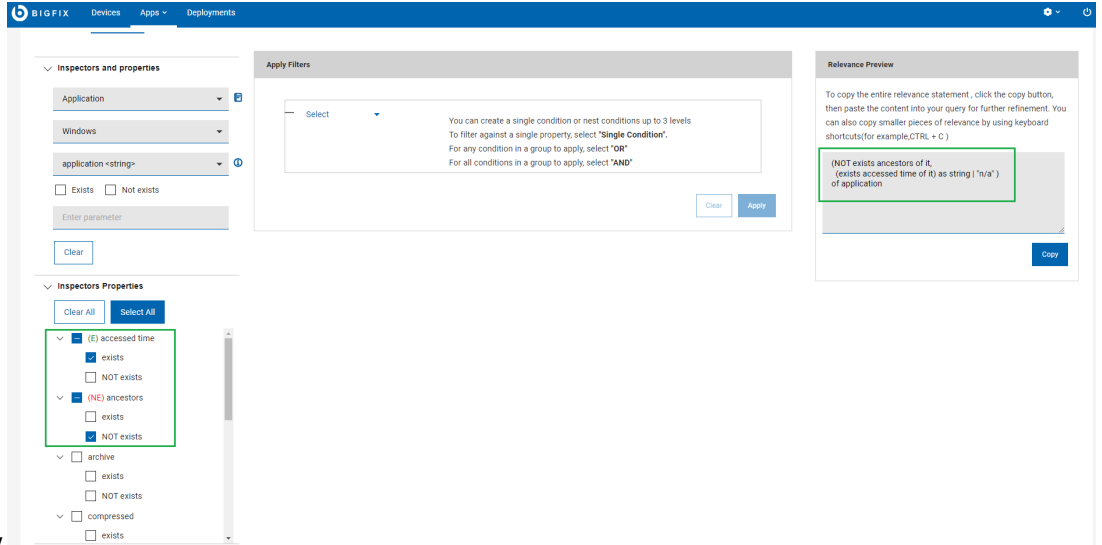 BIGFIX Devices Apps Deployments
Inspectors and properties
Application
Windows
application <string>
Exists Not exists
Enter parameter
Clear
Inspectors Properties
Clear All Select All
(E) accessed time
exists
NOT exists
(NE) ancestors
exists
NOT exists
archive
exists
NOT exists
compressed
exists
Apply Filters
Select
You can create a single condition or nest conditions up to 3 levels
To filter against a single property, select "Single Condition".
For any condition in a group to apply, select "OR"
For all conditions in a group to apply, select "AND"
Clear Apply
Relevance Preview
To copy the entire relevance statement , click the copy button,
then paste the content into your query for further refinement. You
can also copy smaller pieces of relevance by using keyboard
shortcuts(for example,CTRL + C )
(NOT exists ancestors of it,
(exists accessed time of it) as string | "n/a" )
of application
Copy